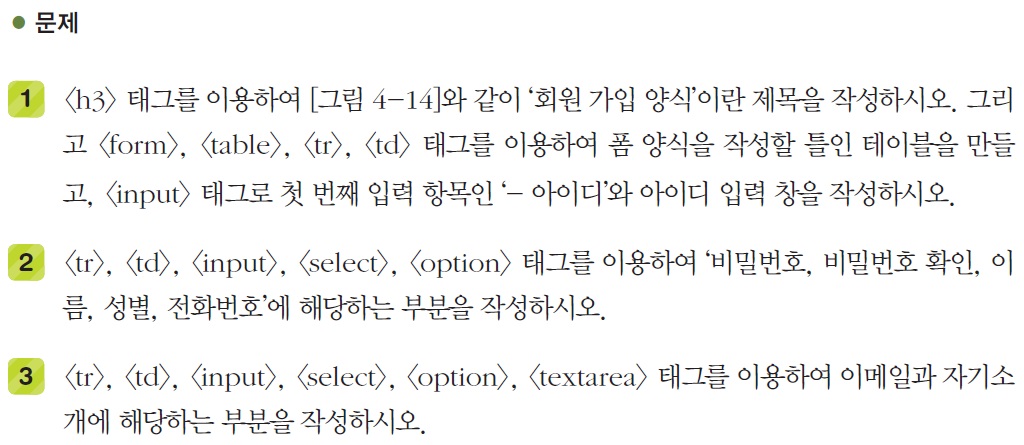 ● 문제
1 〈h3〉 태그를 이용하여 [그림 4-14]와 같이 ‘회원 가입 양식’이란 제목을 작성하시오. 그리
고 〈form〉, 〈table〉, 〈tr〉, 〈td〉 태그를 이용하여 폼 양식을 작성할 틀인 테이블을 만들
고, 〈input〉 태그로 첫 번째 입력 항목인 ‘- 아이디’와 아이디 입력 창을 작성하시오.
2 〈tr〉, 〈td〉, 〈input〉, 〈select〉, 〈option〉 태그를 이용하여 ‘비밀번호, 비밀번호 확인, 이
름, 성별, 전화번호’에 해당하는 부분을 작성하시오.
3 〈tr〉, 〈td〉, 〈input〉, 〈select〉, 〈option〉, 〈textarea〉 태그를 이용하여 이메일과 자기소
개에 해당하는 부분을 작성하시오.